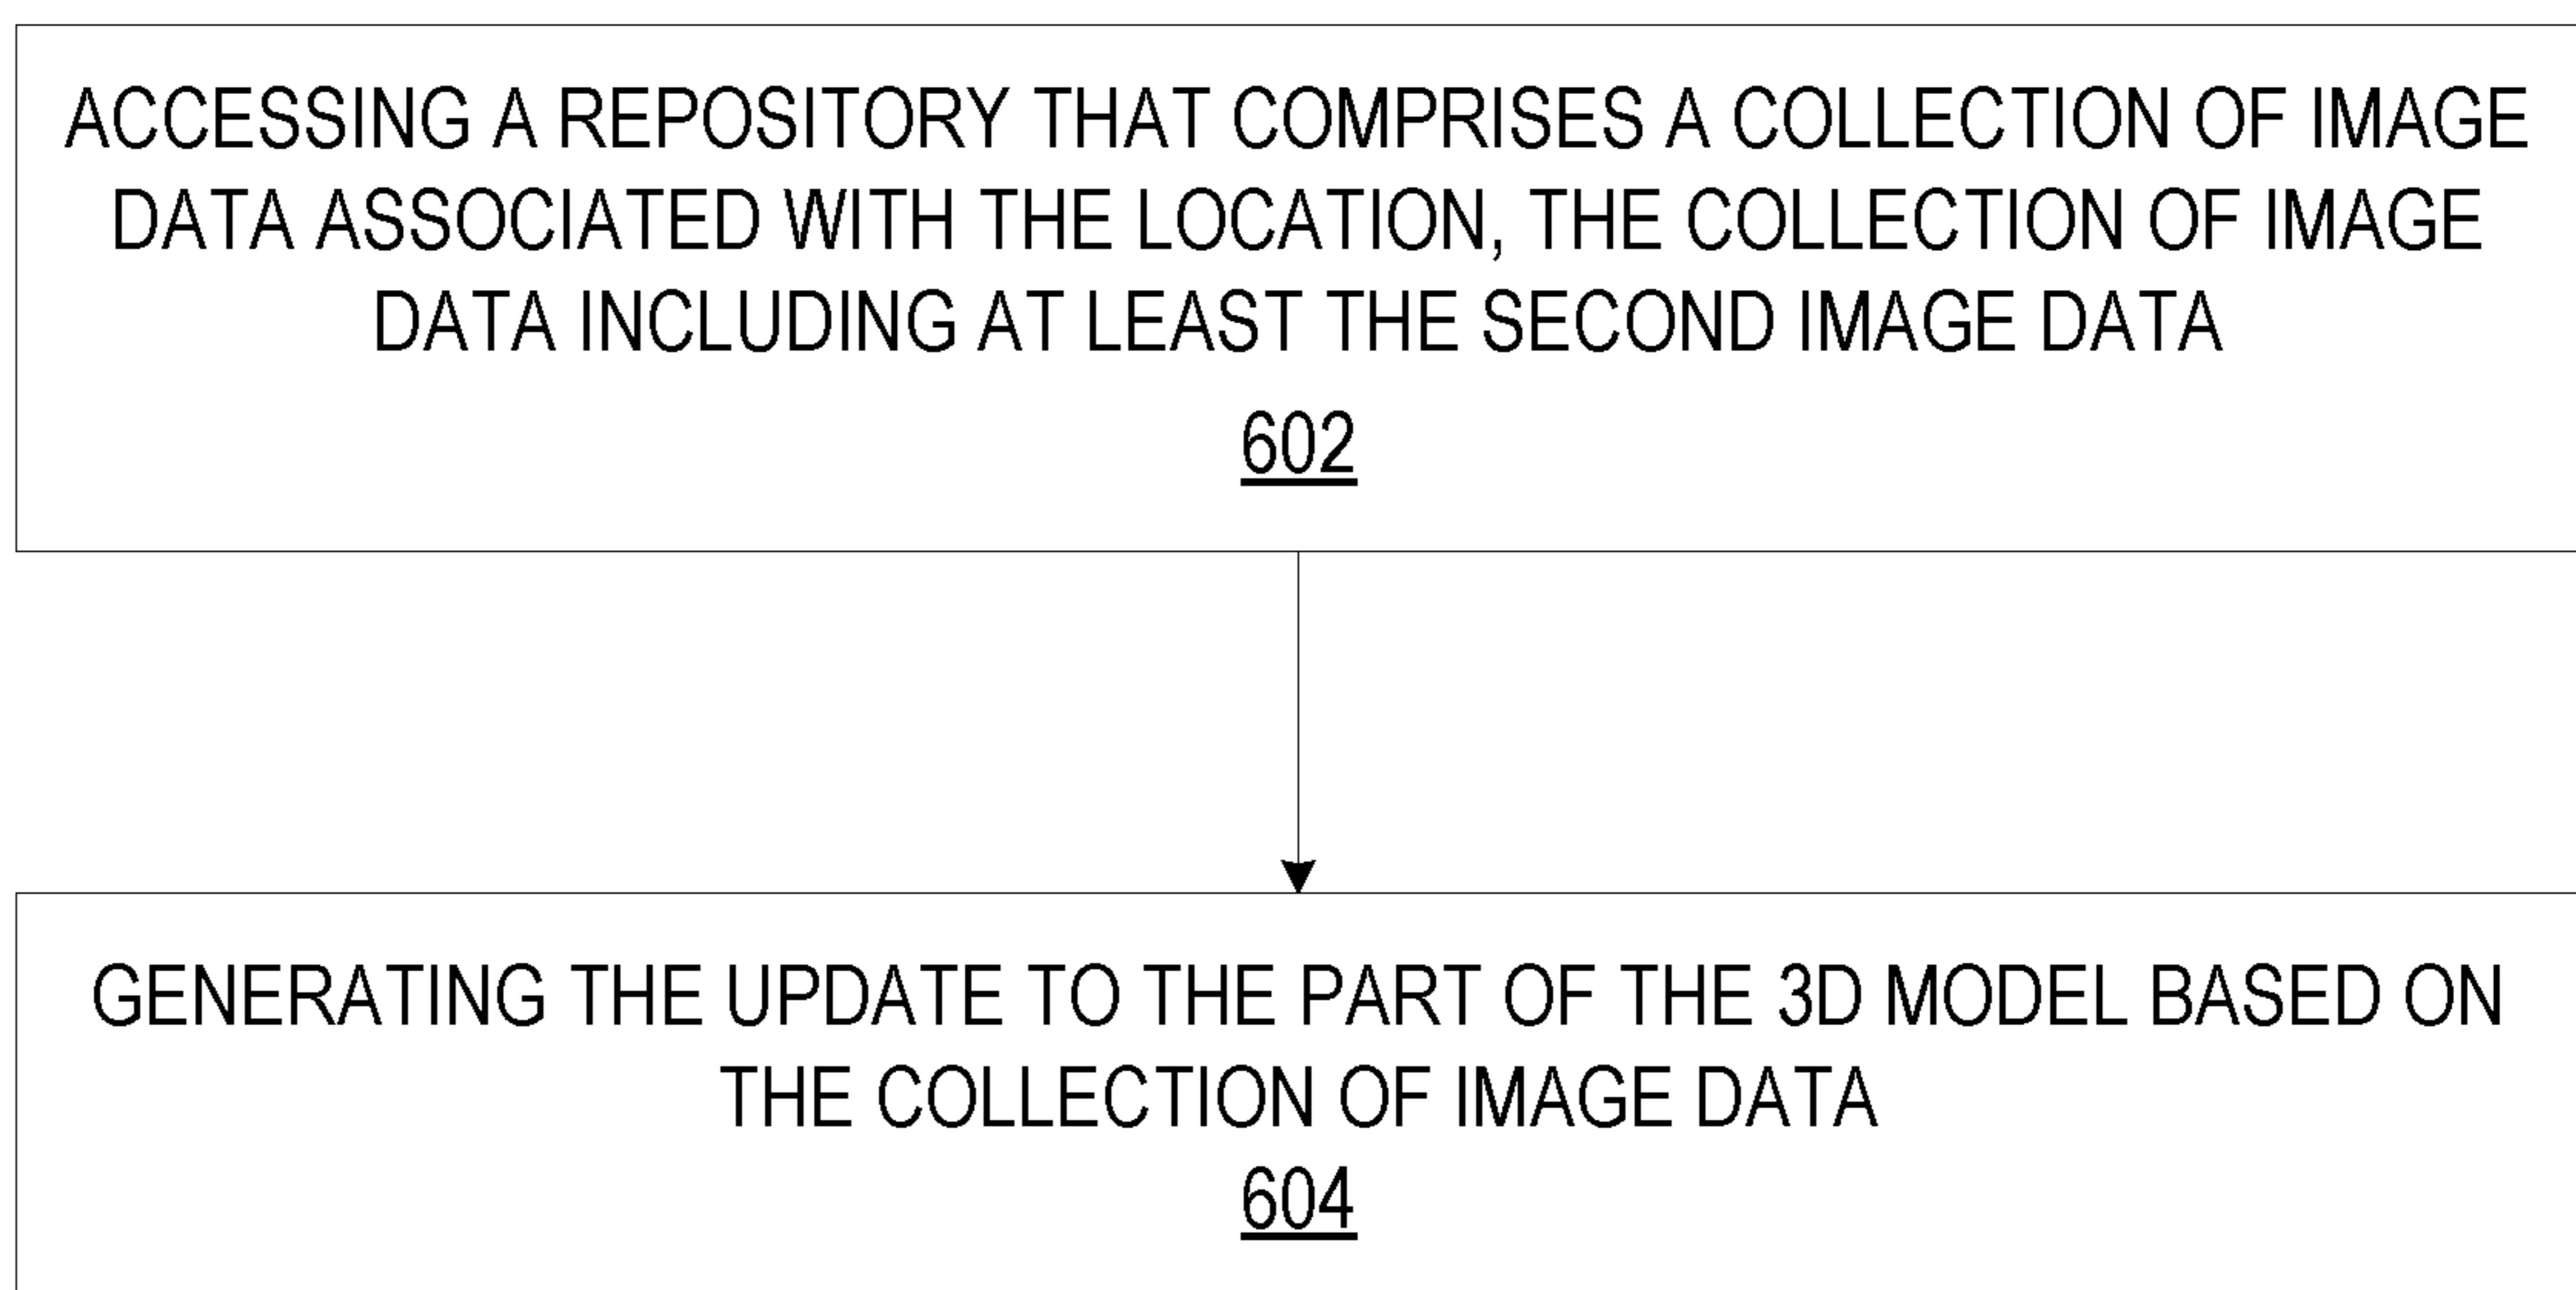 ACCESSING A REPOSITORY THAT COMPRISES A COLLECTION OF IMAGE
DATA ASSOCIATED WITH THE LOCATION, THE COLLECTION OF IMAGE
DATA INCLUDING AT LEAST THE SECOND IMAGE DATA
602
GENERATING THE UPDATE TO THE PART OF THE 3D MODEL BASED ON
THE COLLECTION OF IMAGE DATA
604